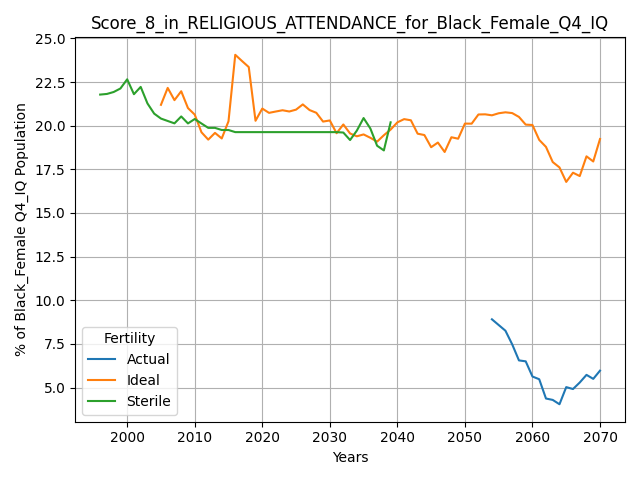 Score_8_in_RELIGIOUS_ATTENDANCE_for_Black_Female_Q4_IQ
% of Black_Female Q4_IQ Population
25.0
22.5
20.0
17.5
15.0
12.5
10.0
7.5
5.0
Fertility
Actual
Ideal
Sterile
2000 2010 2020 2030 2040 2050 2060 2070
Years